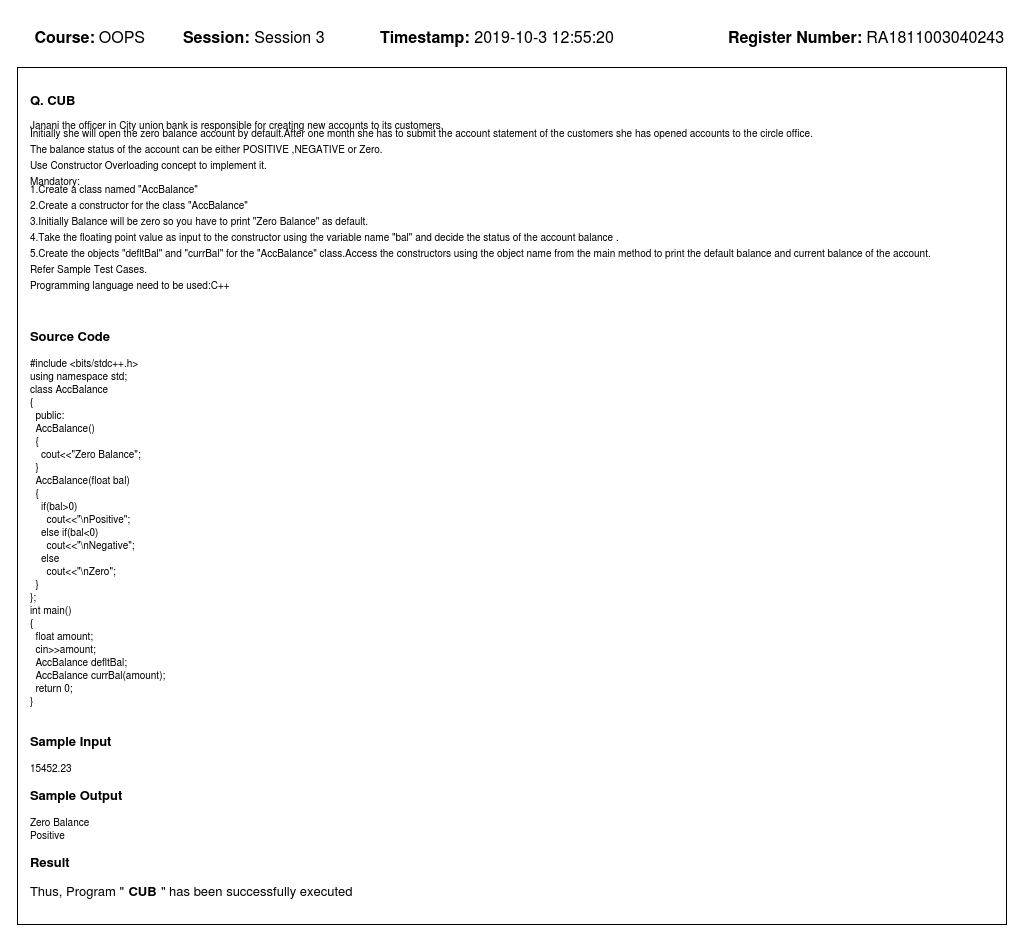 Course: OOPS Session: Session 3 Timestamp: 2019-10-3 12:55:20 Register Number: RA1811003040243
Q. CUB
Janani the officer in City union bank is responsible for creating new accounts to its customers.
Initially she will open the zero balance account by default.After one month she has to submit the account statement of the customers she has opened accounts to the circle office.
The balance status of the account can be either POSITIVE ,NEGATIVE or Zero.
Use Constructor Overloading concept to implement it.
Mandatory:
1.Create a class named "AccBalance"
2.Create a constructor for the class "AccBalance"
3.Initially Balance will be zero so you have to print "Zero Balance" as default.
4.Take the floating point value as input to the constructor using the variable name "bal" and decide the status of the account balance .
5.Create the objects "defltBal" and "currBal" for the "AccBalance" class.Access the constructors using the object name from the main method to print the default balance and current balance of the account.
Refer Sample Test Cases.
Programming language need to be used:C++
Source Code
#include <bits/stdc++.h>
using namespace std;
class AccBalance
{
  public:
  AccBalance()
  {
    cout<<"Zero Balance";
  }
  AccBalance(float bal)
  {
    if(bal>0)
      cout<<"\nPositive";
    else if(bal<0)
      cout<<"\nNegative";
    else
      cout<<"\nZero";
  }
};
int main()
{
  float amount;
  cin>>amount;
  AccBalance defltBal;
  AccBalance currBal(amount);
  return 0;
}
Sample Input
15452.23
Sample Output
Zero Balance
Positive
Result
Thus, Program " CUB " has been successfully executed